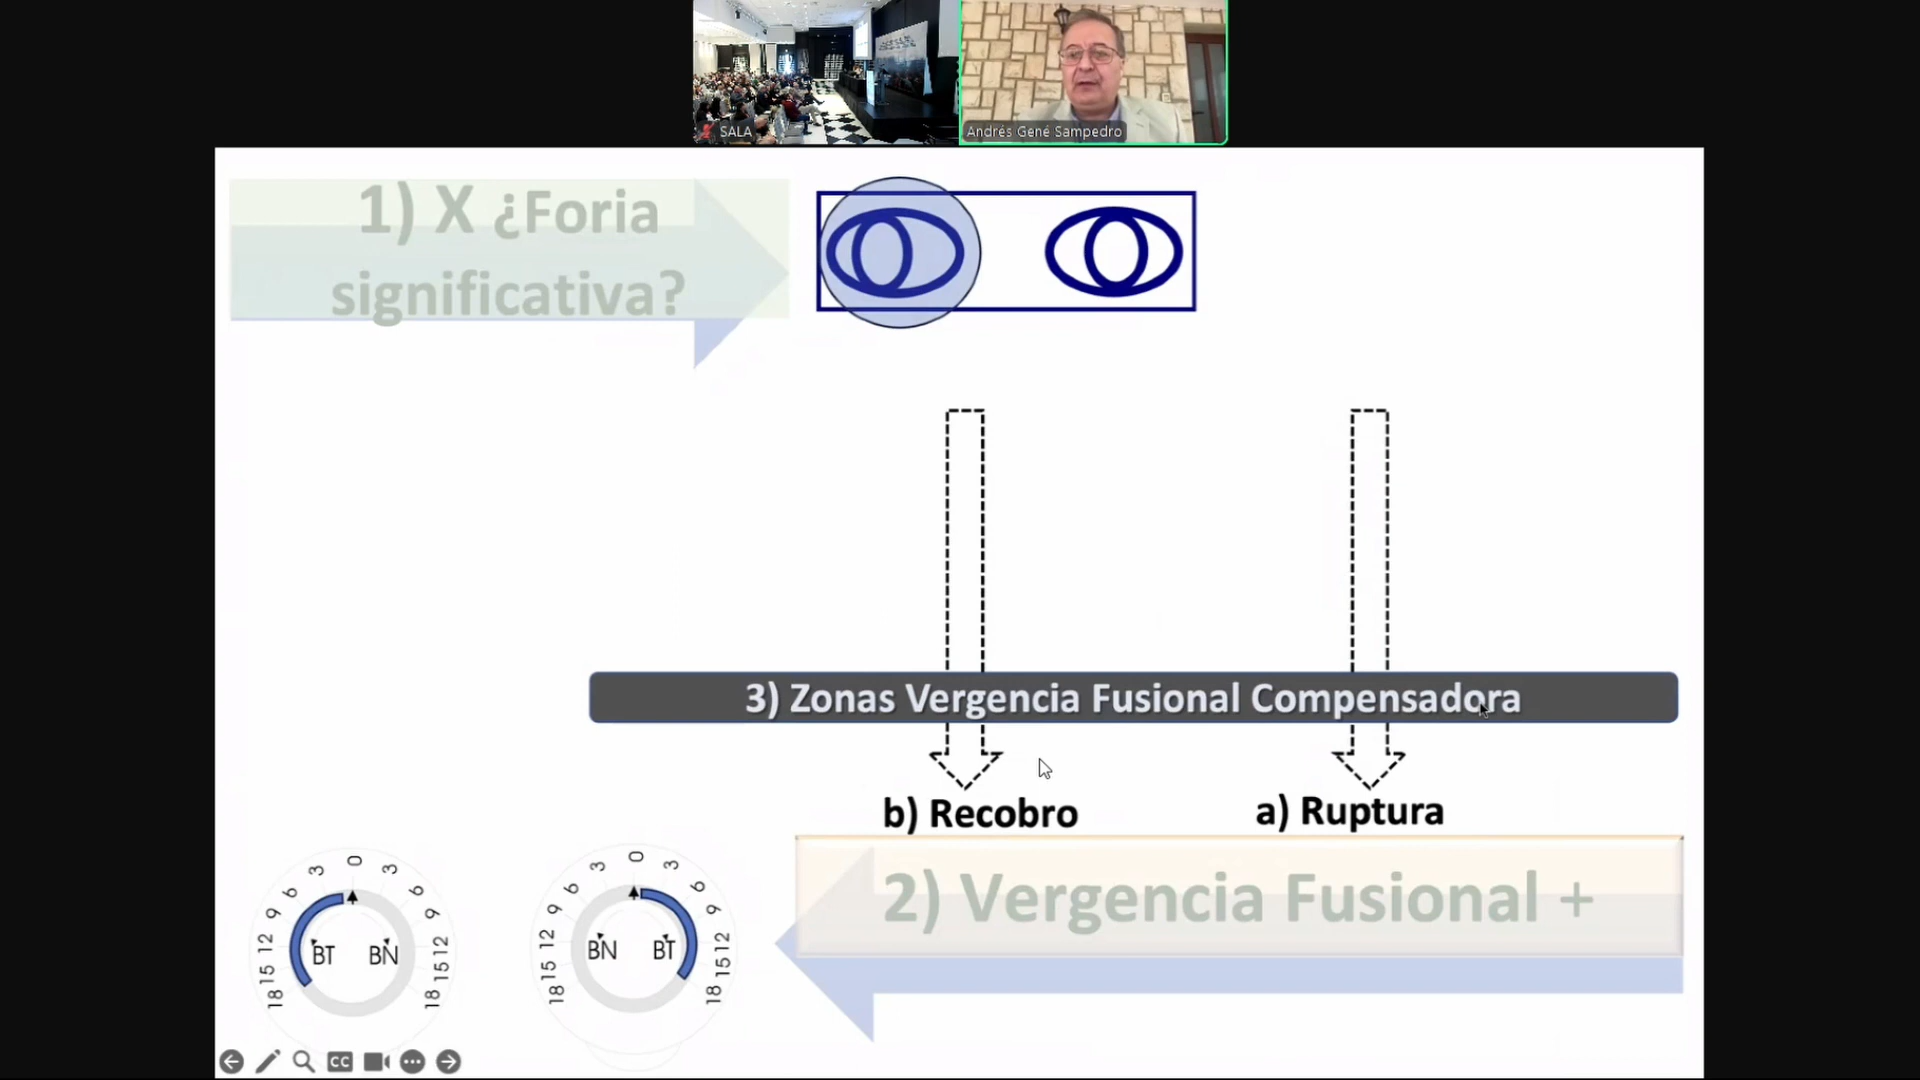 SALA
Andrés Gené Sampedro
1) X ¿Foria
significativa?
3) Zonas Vergencia Fusional Compensadora
b) Recobro
a) Ruptura
2) Vergencia Fusional +
18 15 12 9 6 3 0 3 6 9 12 15 18
BT BN
18 15 12 9 6 3 0 3 6 9 12 15 18
BN BT
CC